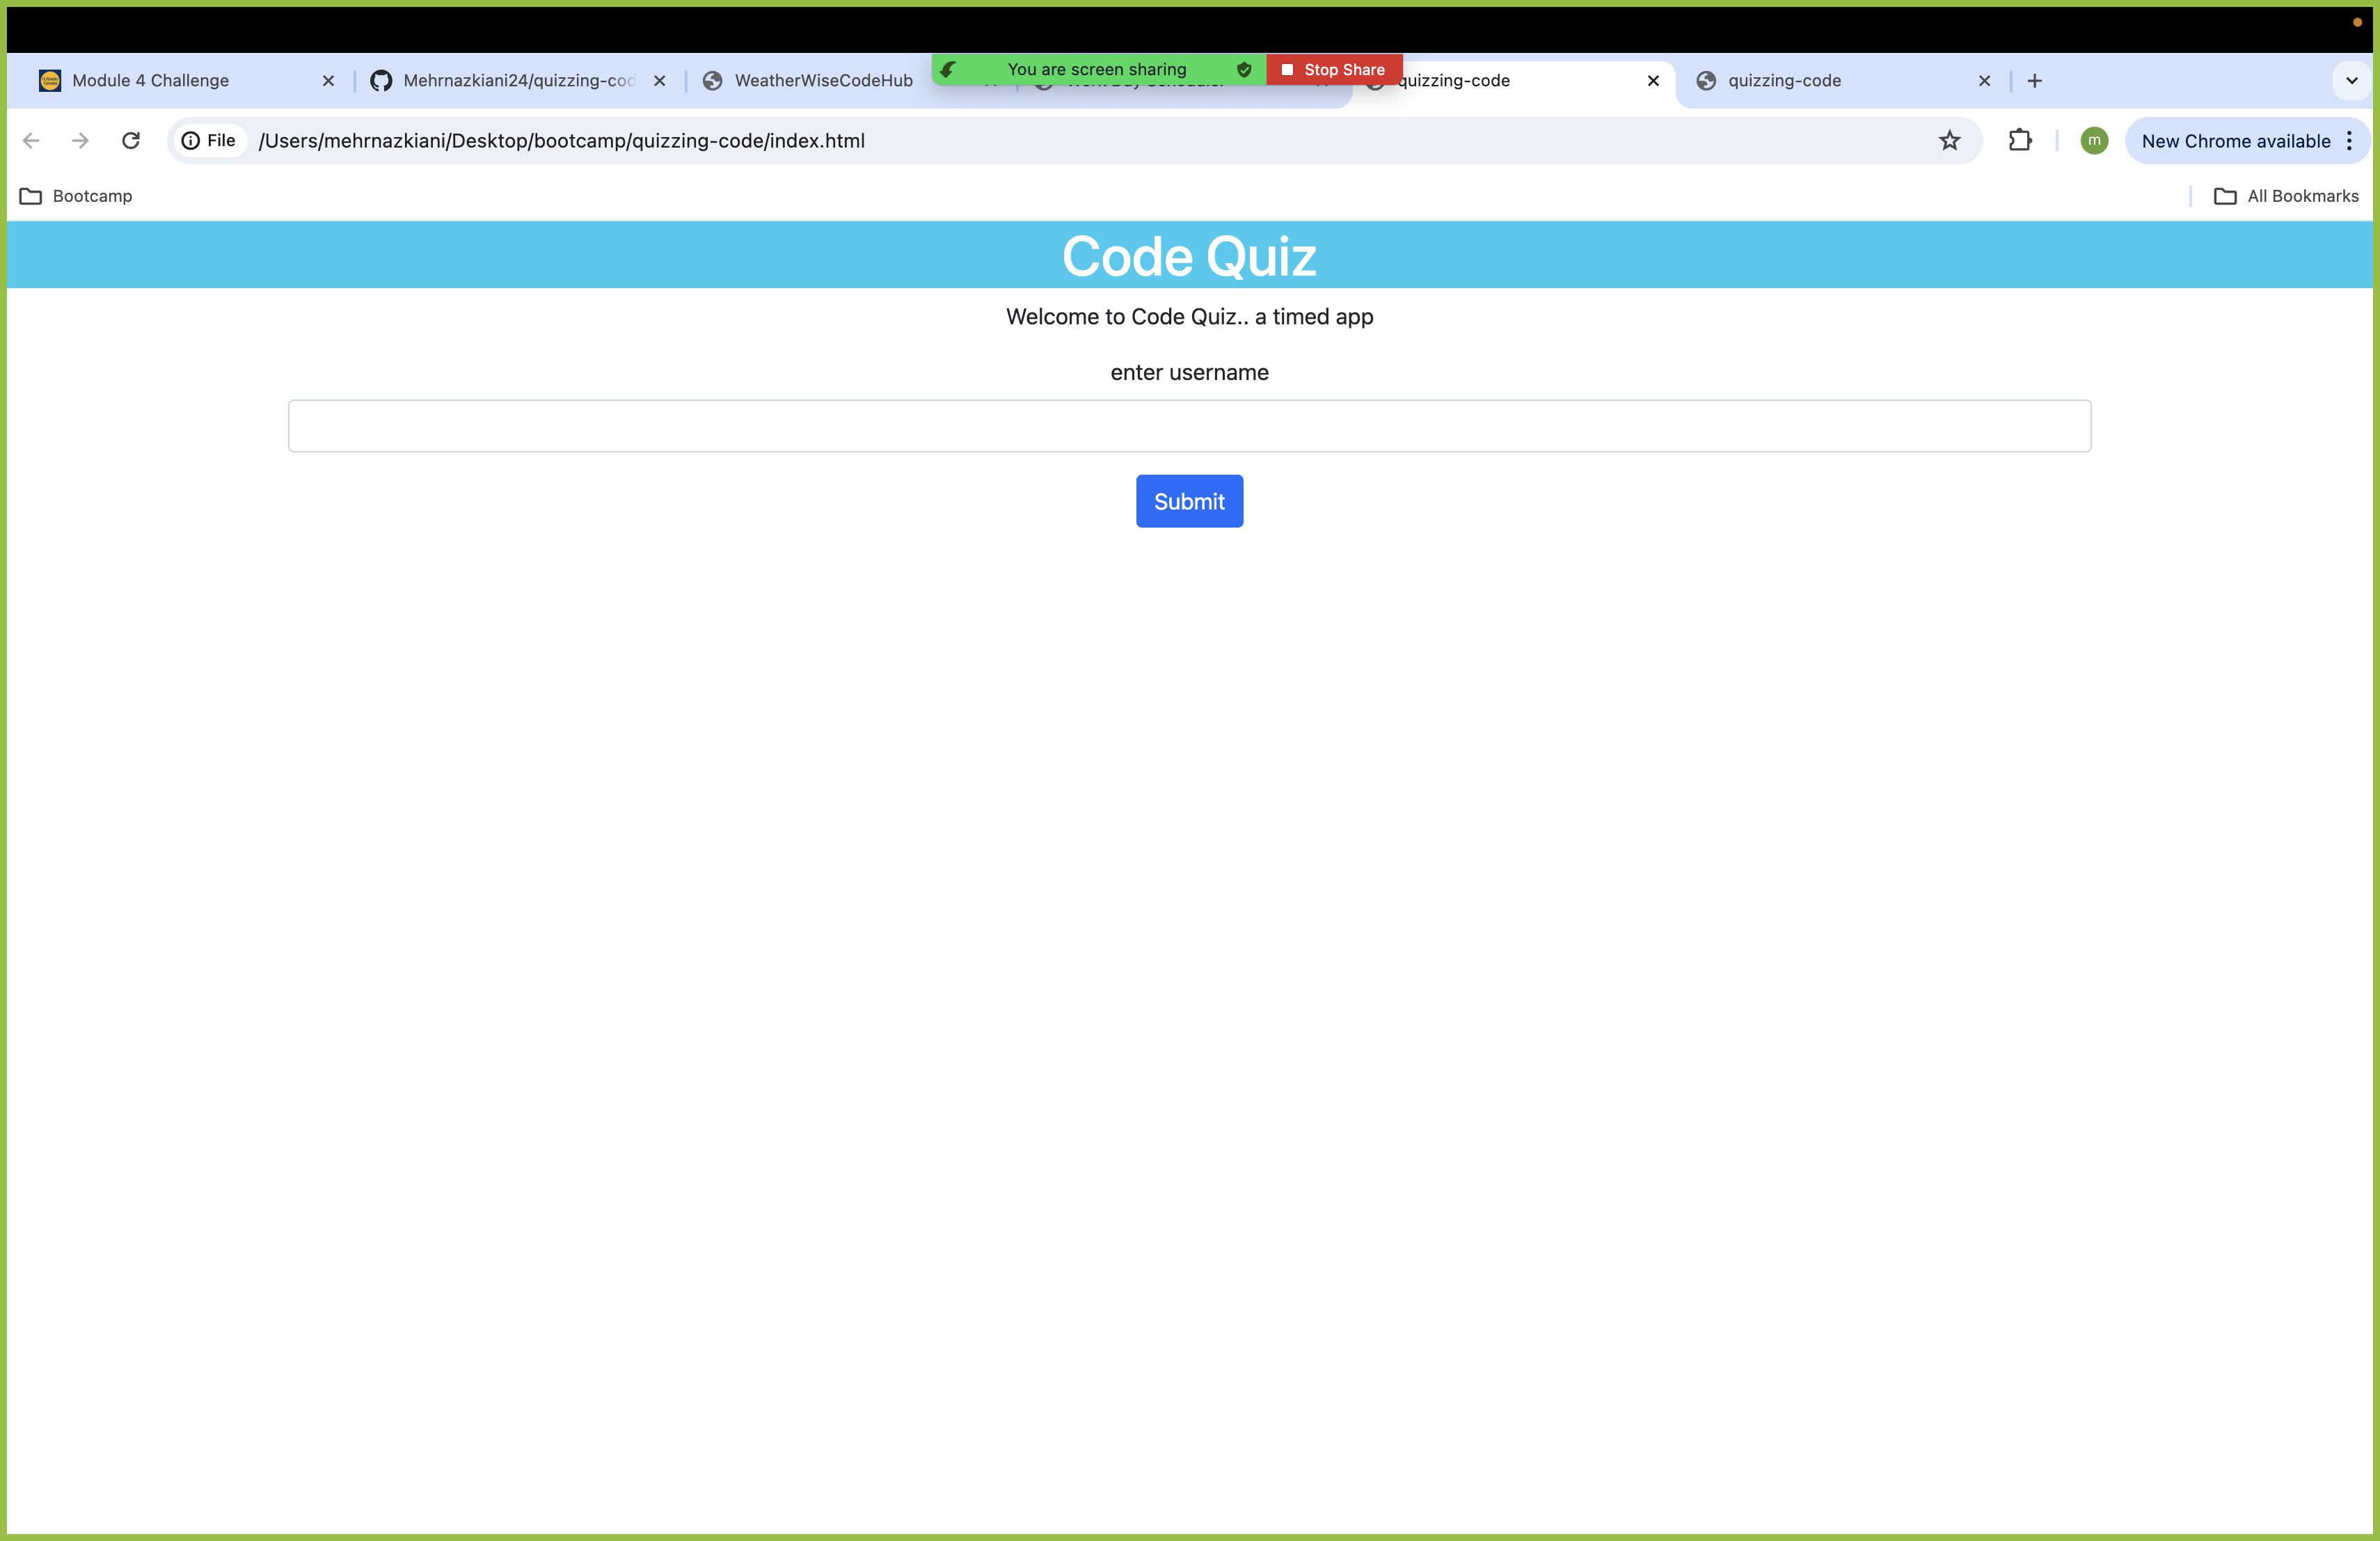 Module 4 Challenge
Mehrnazkiani24/quizzing-cod
WeatherWiseCodeHub
You are screen sharing
Stop Share
quizzing-code
quizzing-code
File
/Users/mehrnazkiani/Desktop/bootcamp/quizzing-code/index.html
m
New Chrome available
Bootcamp
All Bookmarks
Code Quiz
Welcome to Code Quiz.. a timed app
enter username
Submit